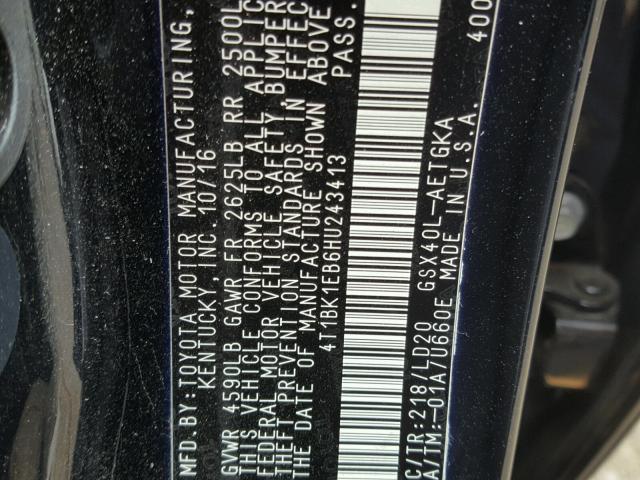 MFD BY:TOYOTA MOTOR MANUFACTURING,
KENTUCKY INC. 10/16
GVWR 4590LB GAWR FR 2625LB RR 2500L
THIS VEHICLE CONFORMS TO ALL APPLIC
FEDERAL MOTOR VEHICLE SAFETY, BUMPER
THEFT PREVENTION STANDARDS IN EFFEC
THE DATE OF MANUFACTURE SHOWN ABOVE
4T1BK1EB6HU243413 PASS.
C/TR:218/LD20 GSX40L-AETGKA 400
A/TM:-01A/U660E MADE IN U.S.A.